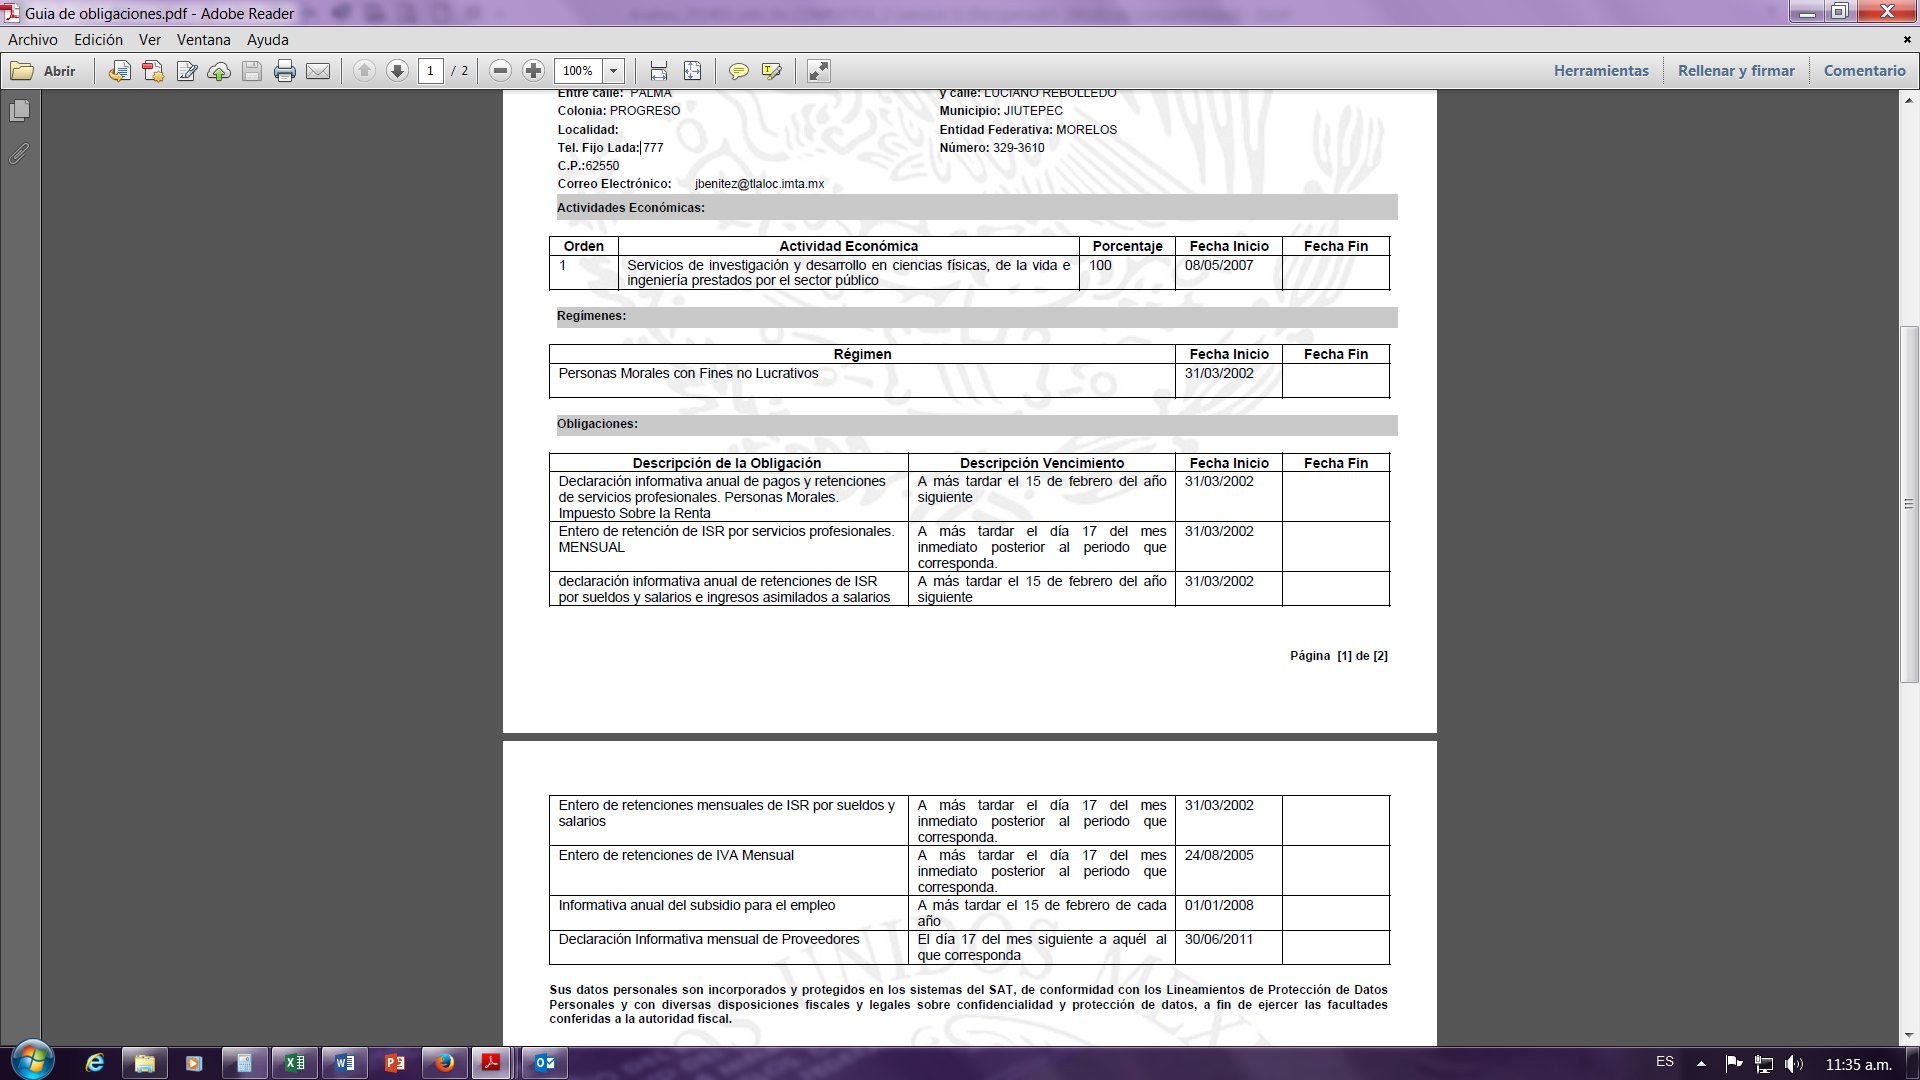 Guia de obligaciones.pdf - Adobe Reader
Archivo Edición Ver Ventana Ayuda
Abrir 1 / 2 100% Herramientas Rellenar y firmar Comentario
Entre calle: PALMA y calle: LUCIANO REBOLLEDO
Colonia: PROGRESO Municipio: JIUTEPEC
Localidad: Entidad Federativa: MORELOS
Tel. Fijo Lada: 777 Número: 329-3610
C.P.:62550
Correo Electrónico: jbenitez@tlaloc.imta.mx
Actividades Económicas:
Orden Actividad Económica Porcentaje Fecha Inicio Fecha Fin
1 Servicios de investigación y desarrollo en ciencias físicas, de la vida e 100 08/05/2007
ingeniería prestados por el sector público
Regímenes:
Régimen Fecha Inicio Fecha Fin
Personas Morales con Fines no Lucrativos 31/03/2002
Obligaciones:
Descripción de la Obligación Descripción Vencimiento Fecha Inicio Fecha Fin
Declaración informativa anual de pagos y retenciones A más tardar el 15 de febrero del año 31/03/2002
de servicios profesionales. Personas Morales. siguiente
Impuesto Sobre la Renta
Entero de retención de ISR por servicios profesionales. A más tardar el día 17 del mes 31/03/2002
MENSUAL inmediato posterior al periodo que
corresponda.
declaración informativa anual de retenciones de ISR A más tardar el 15 de febrero del año 31/03/2002
por sueldos y salarios e ingresos asimilados a salarios siguiente
Página [1] de [2]
Entero de retenciones mensuales de ISR por sueldos y A más tardar el día 17 del mes 31/03/2002
salarios inmediato posterior al periodo que
corresponda.
Entero de retenciones de IVA Mensual A más tardar el día 17 del mes 24/08/2005
inmediato posterior al periodo que
corresponda.
Informativa anual del subsidio para el empleo A más tardar el 15 de febrero de cada 01/01/2008
año
Declaración Informativa mensual de Proveedores El día 17 del mes siguiente a aquél al 30/06/2011
que corresponda
UNIDOS MEX
Sus datos personales son incorporados y protegidos en los sistemas del SAT, de conformidad con los Lineamientos de Protección de Datos
Personales y con diversas disposiciones fiscales y legales sobre confidencialidad y protección de datos, a fin de ejercer las facultades
conferidas a la autoridad fiscal.
ES 11:35 a.m.